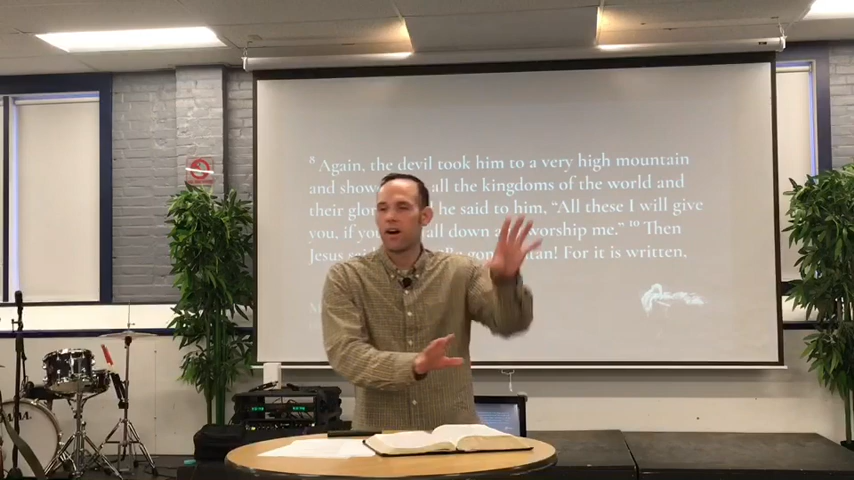 8 Again, the devil took him to a very high mountain
and show all the kingdoms of the world and
their glor he said to him, “All these I will give
you, if you all down a worship me.” 10 Then
Jesus gon tan! For it is written,